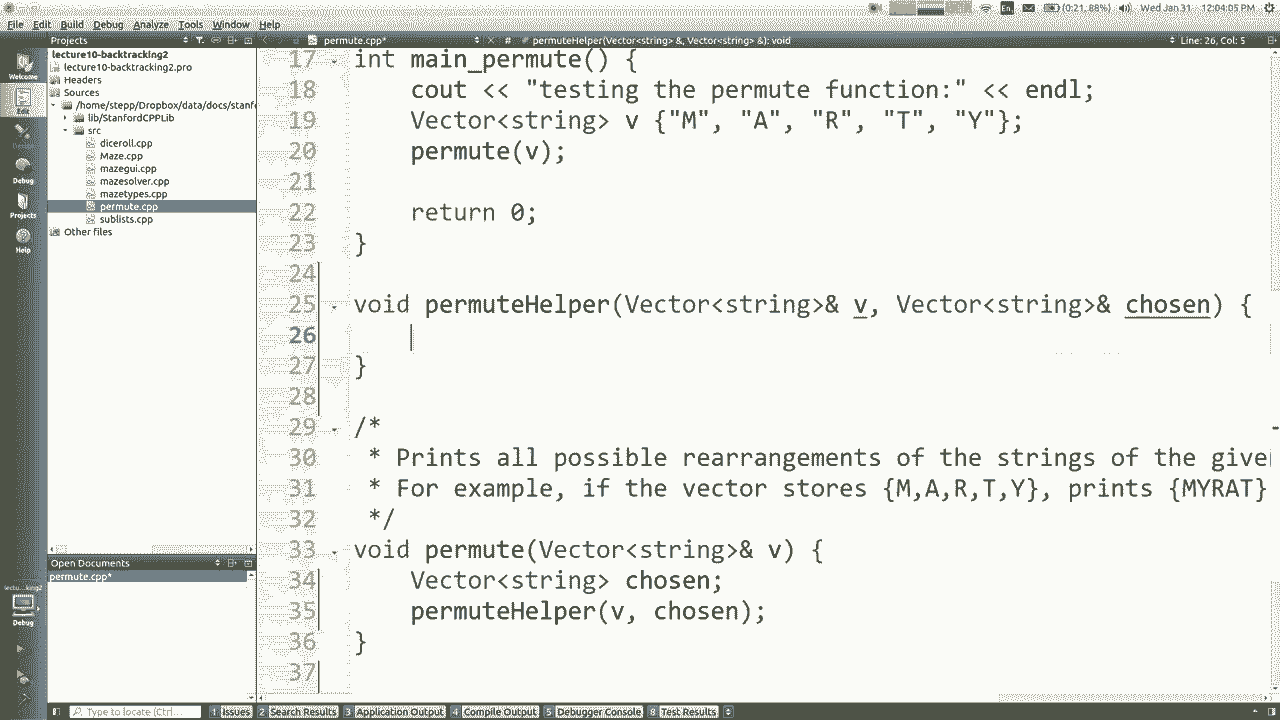 (0:21, 88%) Wed Jan 31 12:04:05 PM
File Edit Build Debug Analyze Tools Window Help
Projects
permute.cpp*
# permuteHelper(Vector<string> &, Vector<string> &): void
Line: 26, Col: 5
Welcome
Debug
Projects
Help
Debug
lecture10-backtracking2
lecture10-backtracking2.pro
Headers
Sources
/home/stepp/Dropbox/data/docs/stanf
lib/StanfordCPPLib
src
diceroll.cpp
Maze.cpp
mazegui.cpp
mazesolver.cpp
mazetypes.cpp
permute.cpp
sublists.cpp
Other files
Open Documents
permute.cpp*
17 int main_permute() {
18 cout << "testing the permute function:" << endl;
19 Vector<string> v {"M", "A", "R", "T", "Y"};
20 permute(v);
21
22 return 0;
23 }
24
25 void permuteHelper(Vector<string>& v, Vector<string>& chosen) {
26
27 }
28
29 /*
30 * Prints all possible rearrangements of the strings of the give
31 * For example, if the vector stores {M,A,R,T,Y}, prints {MYRAT}
32 */
33 void permute(Vector<string>& v) {
34 Vector<string> chosen;
35 permuteHelper(v, chosen);
36 }
37
Type to locate (Ctrl...
1 Issues 2 Search Results 3 Application Output 4 Compile Output 5 Debugger Console 8 Test Results